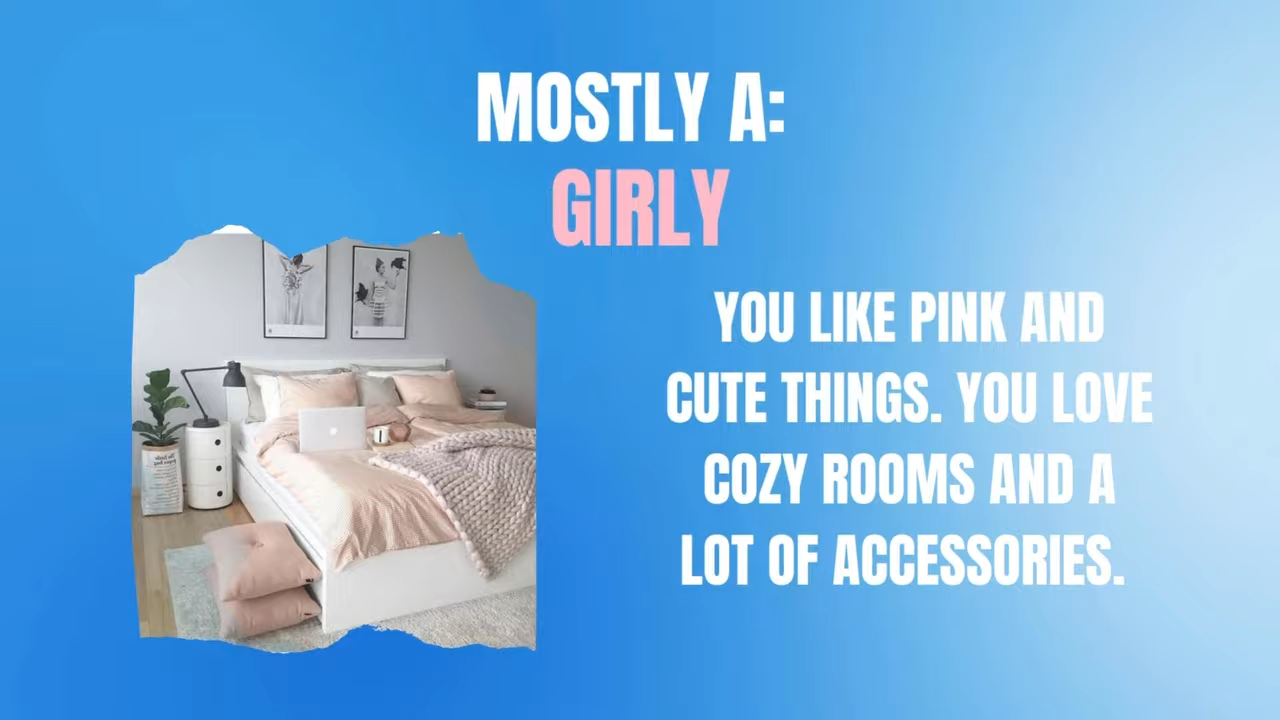 MOSTLY A:
GIRLY
YOU LIKE PINK AND
CUTE THINGS. YOU LOVE
COZY ROOMS AND A
LOT OF ACCESSORIES.